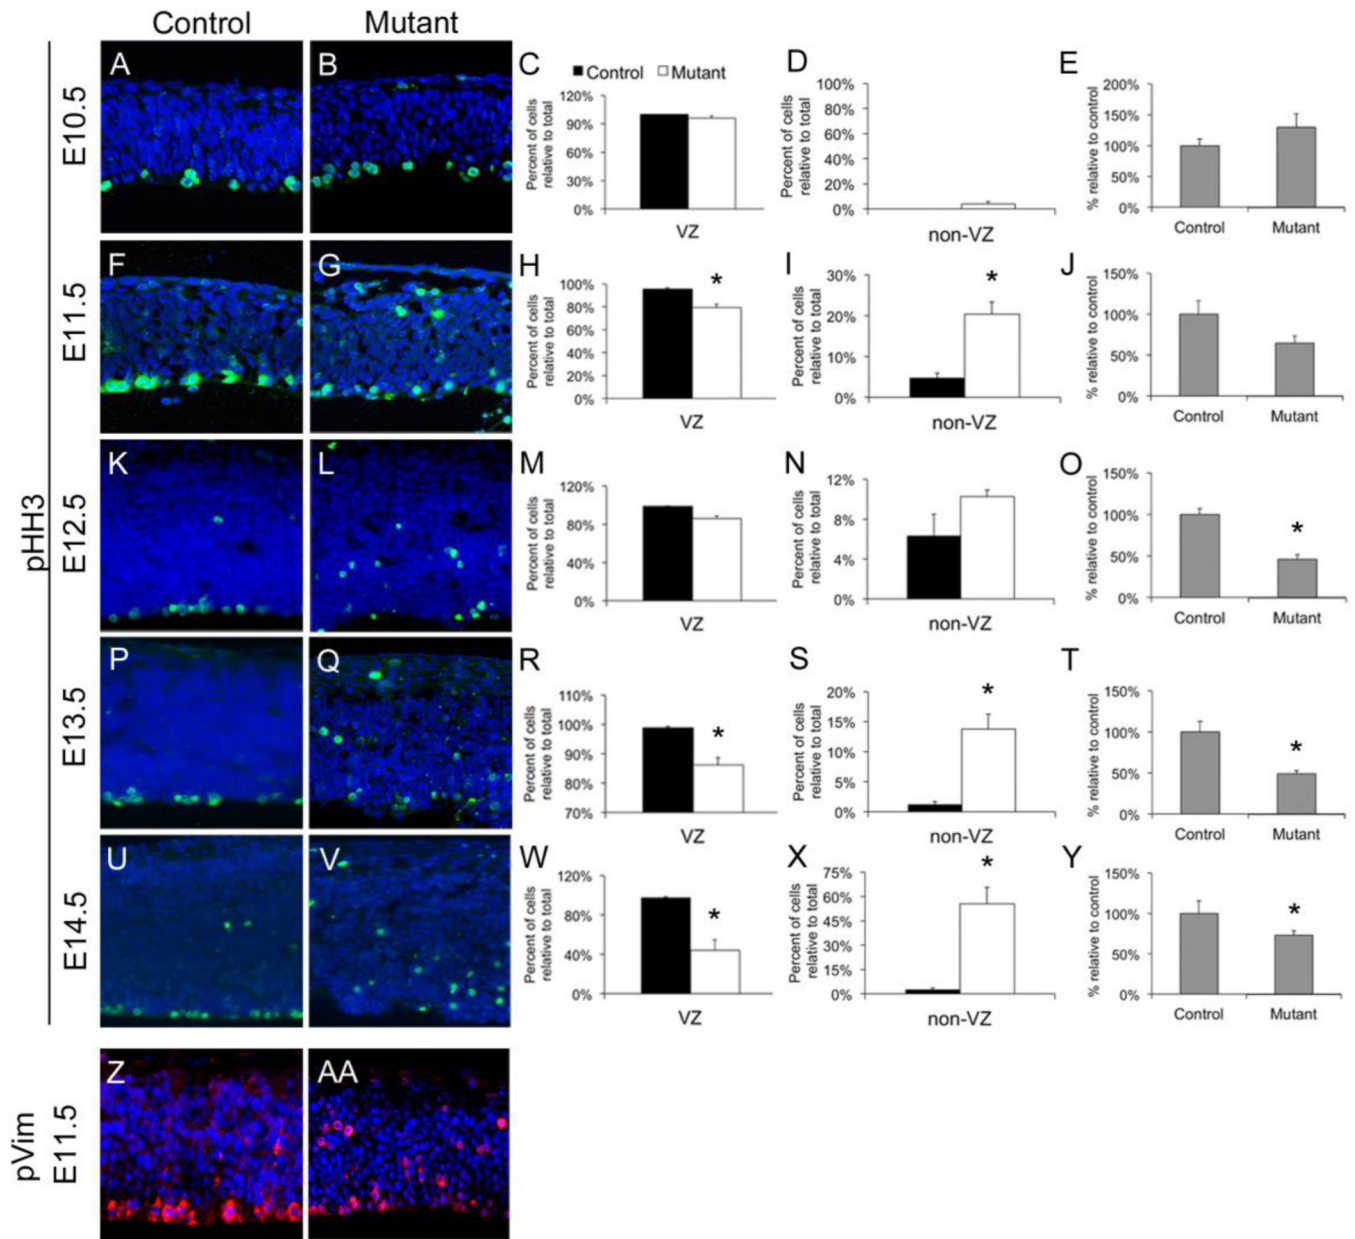 Control Mutant
pHH3
E10.5
A B
C
■Control □Mutant
Percent of cells
relative to total
120%
90%
60%
30%
0%
VZ
D
Percent of cells
relative to total
100%
80%
60%
40%
20%
0%
non-VZ
E
% relative to control
200%
150%
100%
50%
0%
Control Mutant
E11.5
F G
H
Percent of cells
relative to total
100%
80%
60%
40%
20%
0%
*
VZ
I
Percent of cells
relative to total
30%
20%
10%
0%
*
non-VZ
J
% relative to control
150%
100%
50%
0%
Control Mutant
E12.5
K L
M
Percent of cells
relative to total
120%
80%
40%
0%
VZ
N
Percent of cells
relative to total
12%
8%
4%
0%
non-VZ
O
% relative to control
150%
100%
50%
0%
*
Control Mutant
E13.5
P Q
R
Percent of cells
relative to total
110%
100%
90%
80%
70%
*
VZ
S
Percent of cells
relative to total
20%
15%
10%
5%
0%
*
non-VZ
T
% relative to control
150%
100%
50%
0%
*
Control Mutant
E14.5
U V
W
Percent of cells
relative to total
120%
80%
40%
0%
*
VZ
X
Percent of cells
relative to total
75%
60%
45%
30%
15%
0%
*
non-VZ
Y
% relative to control
150%
100%
50%
0%
*
Control Mutant
pVim
E11.5
Z AA